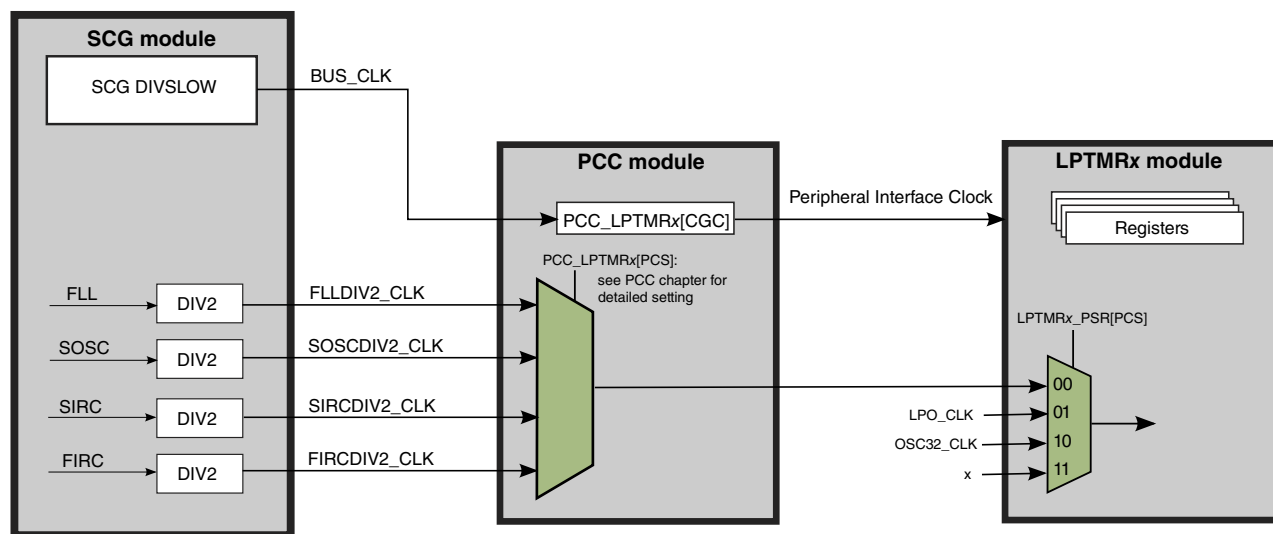 SCG module
SCG DIVSLOW
BUS_CLK
PCC module
PCC_LPTMRx[CGC]
Peripheral Interface Clock
LPTMRx module
Registers
PCC_LPTMRx[PCS]:
see PCC chapter for
detailed setting
FLL
DIV2
FLLDIV2_CLK
SOSC
DIV2
SOSCDIV2_CLK
SIRC
DIV2
SIRCDIV2_CLK
FIRC
DIV2
FIRCDIV2_CLK
LPTMRx_PSR[PCS]
00
LPO_CLK
01
OSC32_CLK
10
x
11